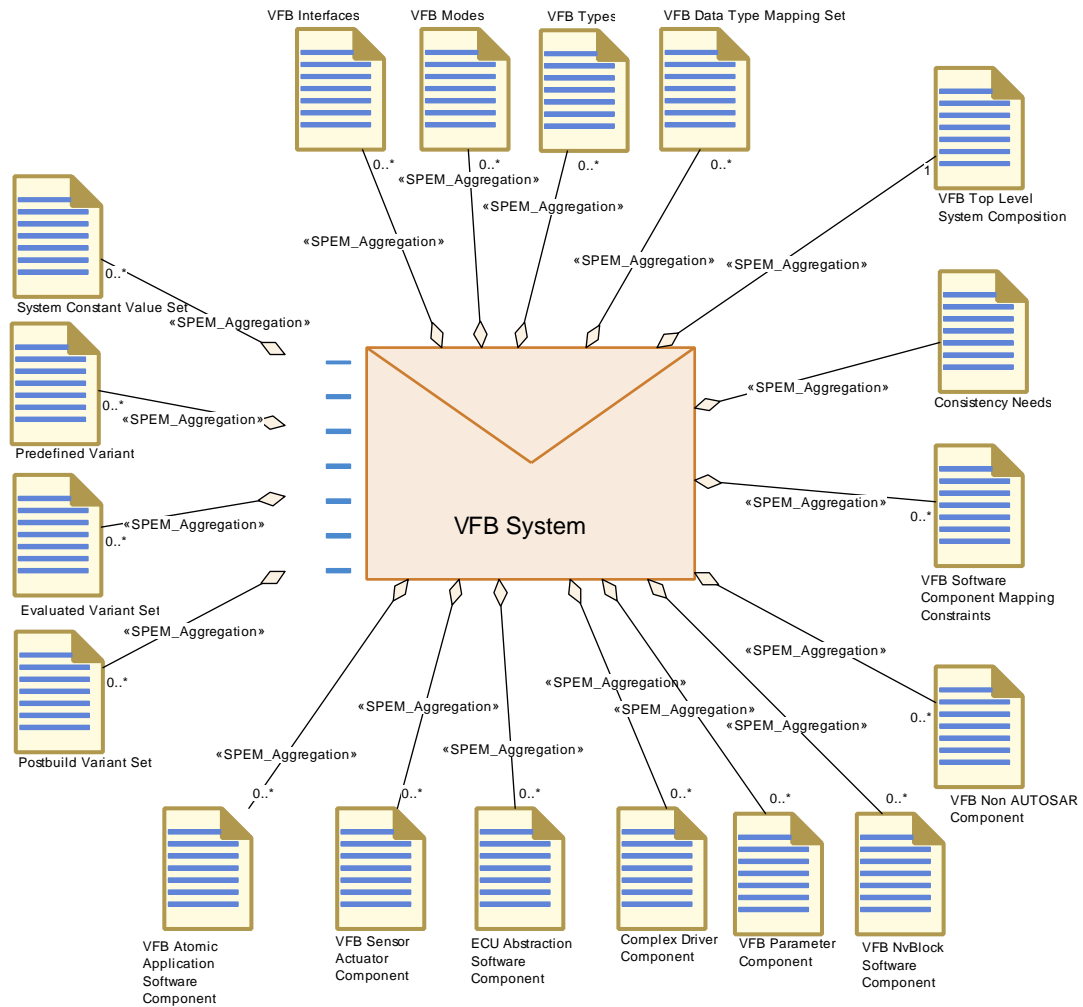 VFB Interfaces
VFB Modes
VFB Types
VFB Data Type Mapping Set
0..*
0..*
0..*
0..*
1
«SPEM_Aggregation»
«SPEM_Aggregation»
«SPEM_Aggregation»
«SPEM_Aggregation»
«SPEM_Aggregation»
VFB Top Level
System Composition
0..*
System Constant Value Set
«SPEM_Aggregation»
0..*
«SPEM_Aggregation»
Predefined Variant
«SPEM_Aggregation»
Consistency Needs
VFB System
«SPEM_Aggregation»
0..*
Evaluated Variant Set
«SPEM_Aggregation»
0..*
VFB Software
Component Mapping
Constraints
«SPEM_Aggregation»
0..*
Postbuild Variant Set
«SPEM_Aggregation»
0..*
VFB Non AUTOSAR
Component
«SPEM_Aggregation»
«SPEM_Aggregation»
«SPEM_Aggregation»
«SPEM_Aggregation»
«SPEM_Aggregation»
«SPEM_Aggregation»
0..*
0..*
0..*
0..*
0..*
0..*
VFB Atomic
Application
Software
Component
VFB Sensor
Actuator
Component
ECU Abstraction
Software
Component
Complex Driver
Component
VFB Parameter
Component
VFB NvBlock
Software
Component